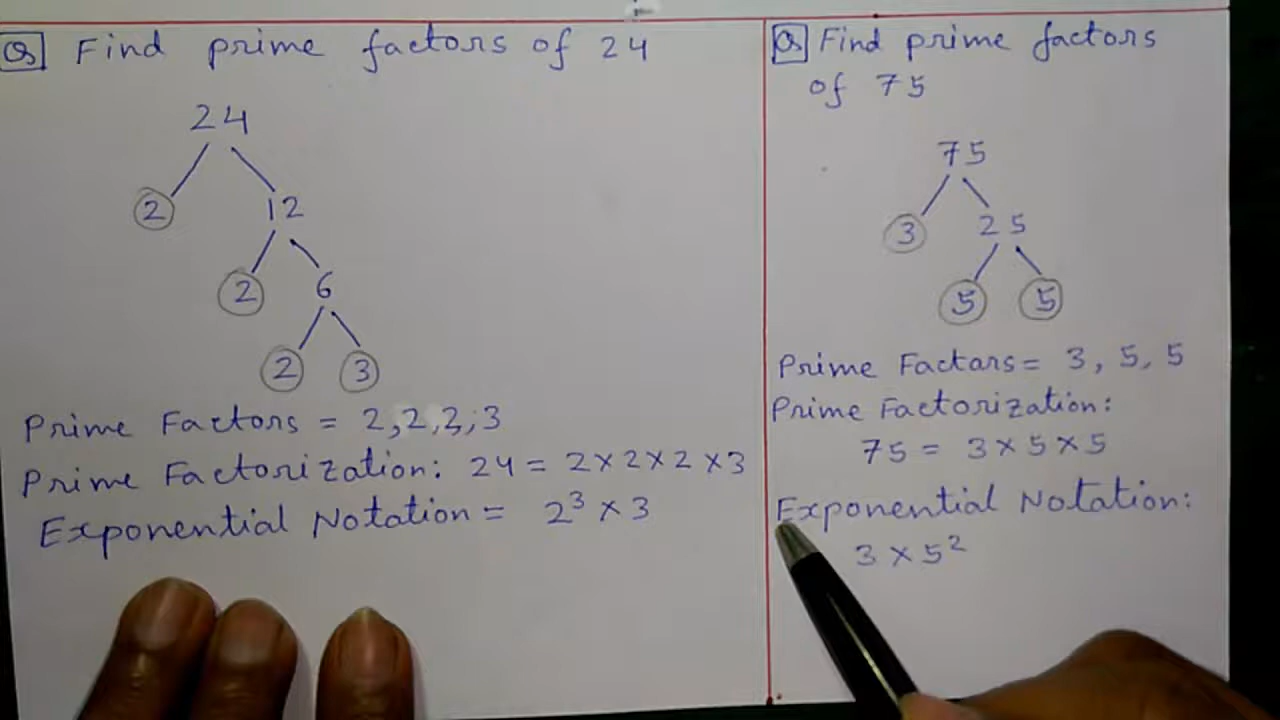 Q Find prime factors of 24
24
2 12
2 6
2 3
Prime Factors = 2,2,2,3
Prime Factorization: 24 = 2×2×2×3
Exponential Notation = 2³ × 3
Q Find prime factors
of 75
75
3 25
5 5
Prime Factors = 3, 5, 5
Prime Factorization:
75 = 3×5×5
Exponential Notation:
3 × 5²